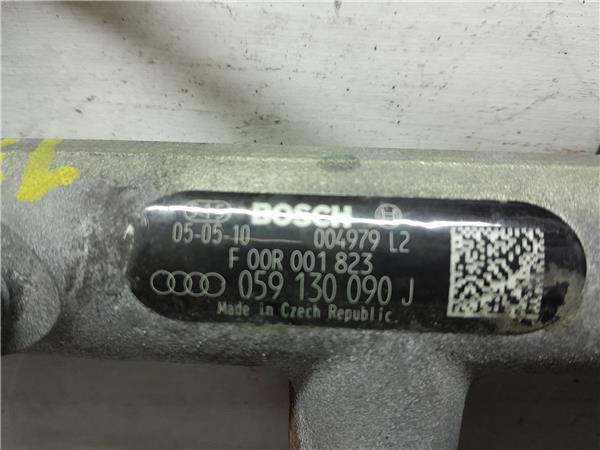 BOSCH
05-05-10 004979 L2
F 00R 001 823
059 130 090 J
Made in Czech Republic